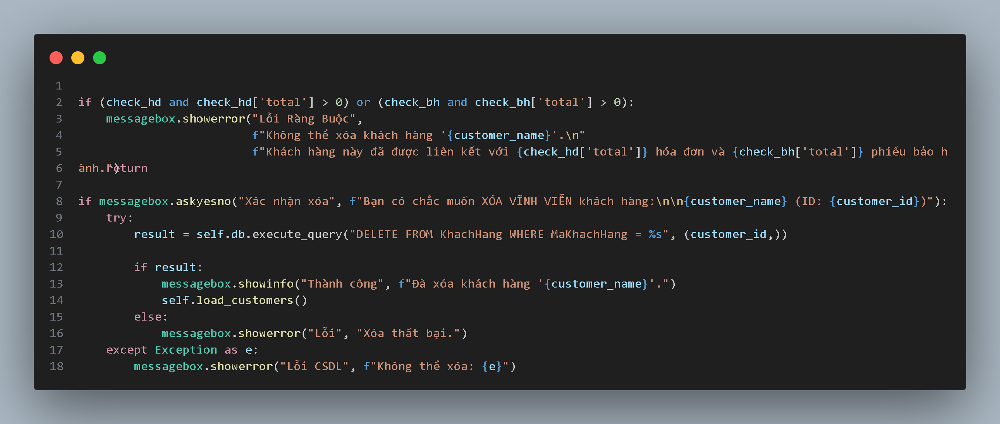 1
2 if (check_hd and check_hd['total'] > 0) or (check_bh and check_bh['total'] > 0):
3     messagebox.showerror("Lỗi Ràng Buộc",
4                          f"Không thể xóa khách hàng '{customer_name}'.\n"
5                          f"Khách hàng này đã được liên kết với {check_hd['total']} hóa đơn và {check_bh['total']} phiếu bảo h
ành.")
6     return
7
8 if messagebox.askyesno("Xác nhận xóa", f"Bạn có chắc muốn XÓA VĨNH VIỄN khách hàng:\n\n{customer_name} (ID: {customer_id})"):
9     try:
10         result = self.db.execute_query("DELETE FROM KhachHang WHERE MaKhachHang = %s", (customer_id,))
11
12         if result:
13             messagebox.showinfo("Thành công", f"Đã xóa khách hàng '{customer_name}'.")
14             self.load_customers()
15         else:
16             messagebox.showerror("Lỗi", "Xóa thất bại.")
17     except Exception as e:
18         messagebox.showerror("Lỗi CSDL", f"Không thể xóa: {e}")